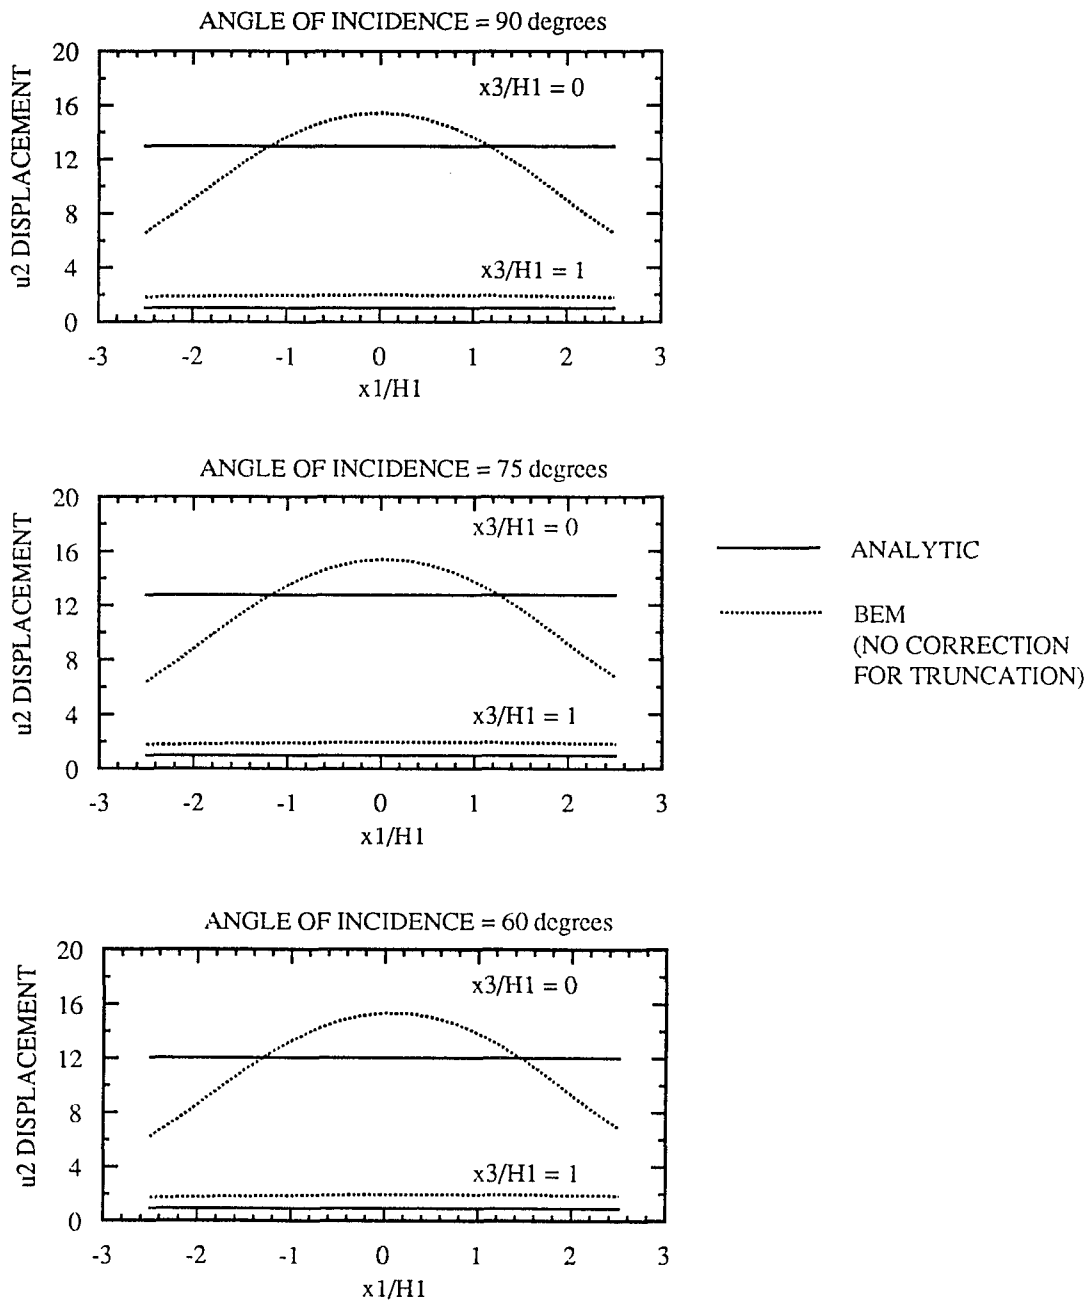 ANGLE OF INCIDENCE = 90 degrees
20
16
12
8
4
0
u2 DISPLACEMENT
x3/H1 = 0
x3/H1 = 1
-3 -2 -1 0 1 2 3
x1/H1
ANGLE OF INCIDENCE = 75 degrees
20
16
12
8
4
0
u2 DISPLACEMENT
x3/H1 = 0
x3/H1 = 1
-3 -2 -1 0 1 2 3
x1/H1
ANALYTIC
BEM
(NO CORRECTION
FOR TRUNCATION)
ANGLE OF INCIDENCE = 60 degrees
20
16
12
8
4
0
u2 DISPLACEMENT
x3/H1 = 0
x3/H1 = 1
-3 -2 -1 0 1 2 3
x1/H1